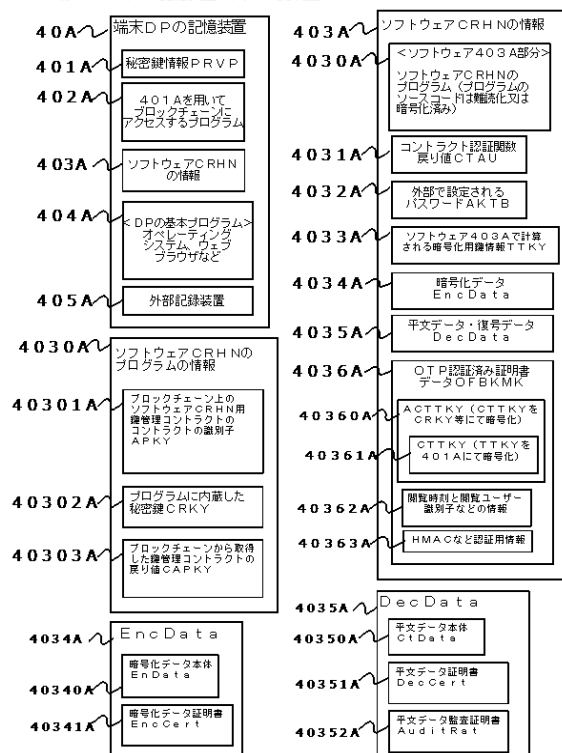 40A
端末DPの記憶装置
401A
秘密鍵情報PRVP
402A
401Aを用いて
ブロックチェーンに
アクセスするプログラム
403A
ソフトウェアCRHN
の情報
404A
<DPの基本プログラム>
オペレーティング
システム、ウェブ
ブラウザなど
405A
外部記録装置
4030A
ソフトウェアCRHNの
プログラムの情報
40301A
ブロックチェーン上の
ソフトウェアCRHN用
鍵管理コントラクトの
コントラクトの識別子
APKY
40302A
プログラムに内蔵した
秘密鍵CRKY
40303A
ブロックチェーンから取得
した鍵管理コントラクトの
戻り値CAPKY
4034A
EncData
40340A
暗号化データ本体
EnData
40341A
暗号化データ証明書
EncCert
403A
ソフトウェアCRHNの情報
4030A
<ソフトウェア403A部分>
ソフトウェアCRHNの
プログラム(プログラムの
ソースコードは難読化又は
暗号化済み)
4031A
コントラクト認証関数
戻り値CTAU
4032A
外部で設定される
パスワードAKTB
4033A
ソフトウェア403Aで計算
される暗号化用鍵情報TTKY
4034A
暗号化データ
EncData
4035A
平文データ・復号データ
DecData
4036A
OTP認証済み証明書
データOFBKMK
40360A
ACTTKY(CTTKYを
CRKY等にて暗号化)
40361A
CTTKY(TTKYを
401Aにて暗号化)
40362A
閲覧時刻と閲覧ユーザー
識別子などの情報
40363A
HMACなど認証用情報
4035A
DecData
40350A
平文データ本体
CtData
40351A
平文データ証明書
DecCert
40352A
平文データ監査証明書
AuditRat